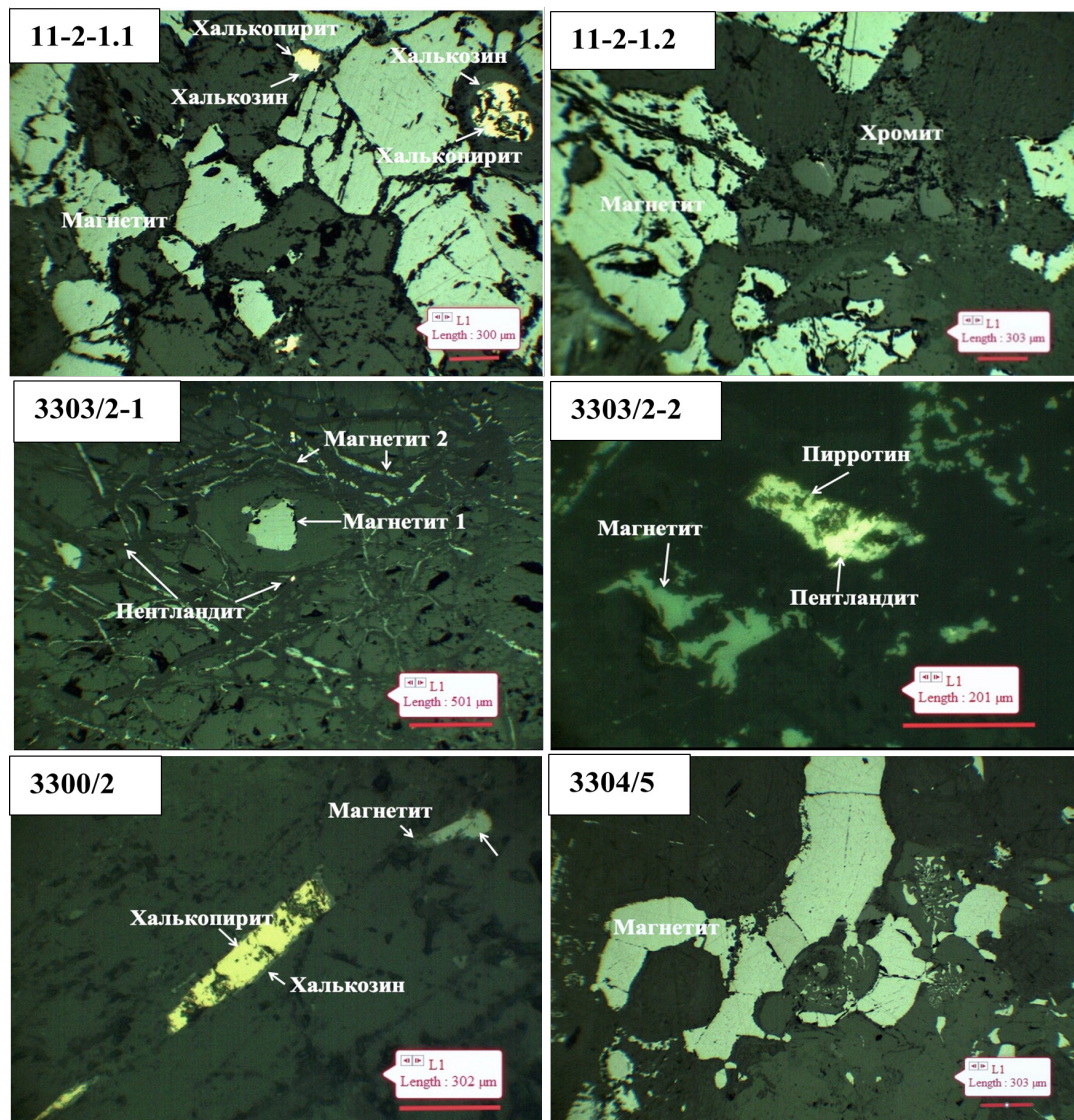 11-2-1.1
Халькопирит
Халькозин
Халькозин
Халькопирит
Магнетит
L1
Length : 300 μm
11-2-1.2
Хромит
Магнетит
L1
Length : 303 μm
3303/2-1
Магнетит 2
Магнетит 1
Пентландит
L1
Length : 501 μm
3303/2-2
Пирротин
Магнетит
Пентландит
L1
Length : 201 μm
3300/2
Магнетит
Халькопирит
Халькозин
L1
Length : 302 μm
3304/5
Магнетит
L1
Length : 303 μm